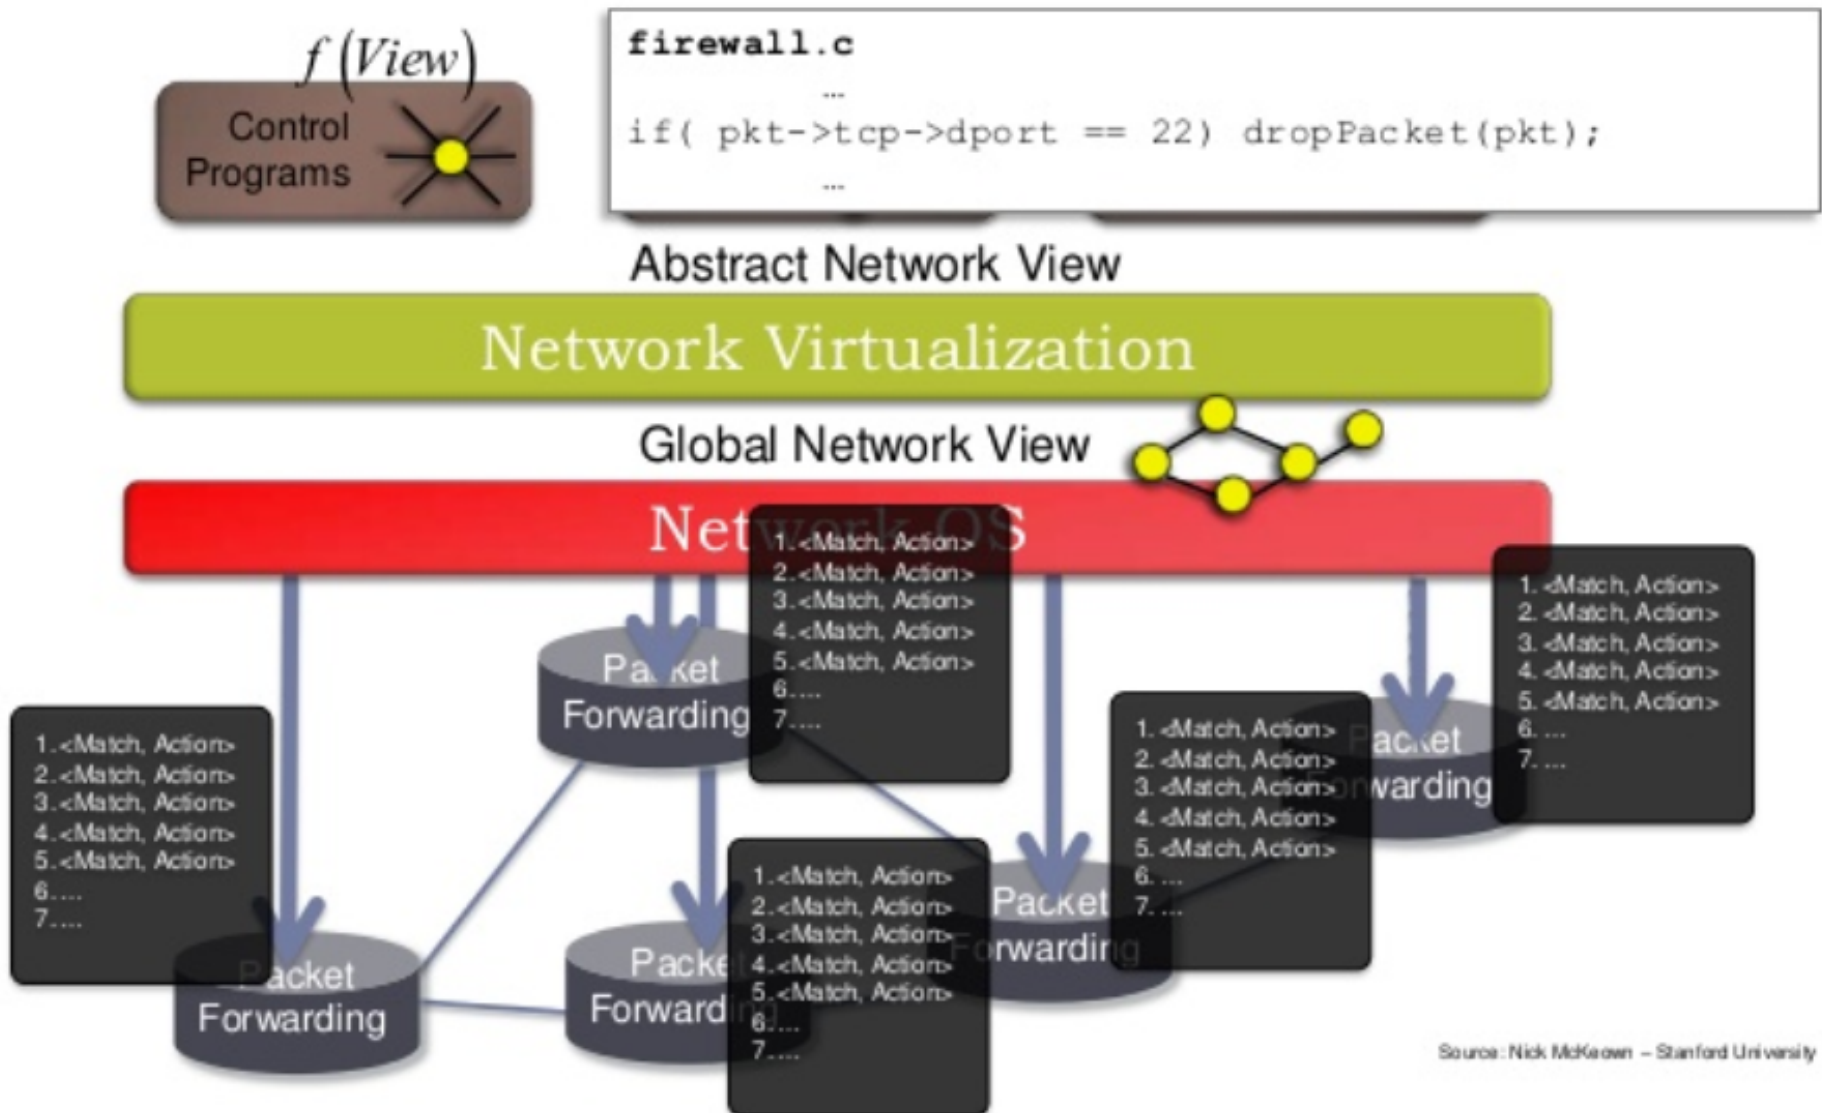 f (View)
Control
Programs
firewall.c
...
if( pkt->tcp->dport == 22) dropPacket(pkt);
...
Abstract Network View
Network Virtualization
Global Network View
Network OS
1.<Match, Action>
2.<Match, Action>
3.<Match, Action>
4.<Match, Action>
5.<Match, Action>
6....
7....
1. <Match, Action>
2. <Match, Action>
3. <Match, Action>
4. <Match, Action>
5. <Match, Action>
6. ...
7. ...
Packet
Forwarding
1.<Match, Action>
2.<Match, Action>
3.<Match, Action>
4.<Match, Action>
5.<Match, Action>
6....
7....
1. <Match, Action>
2. <Match, Action>
3. <Match, Action>
4. <Match, Action>
5. <Match, Action>
6. ...
7. ...
Packet
Forwarding
1.<Match, Action>
2.<Match, Action>
3.<Match, Action>
4.<Match, Action>
5.<Match, Action>
6....
7....
Packet
Forwarding
Packet
Forwarding
Packet
Forwarding
Source: Nick McKeown – Stanford University